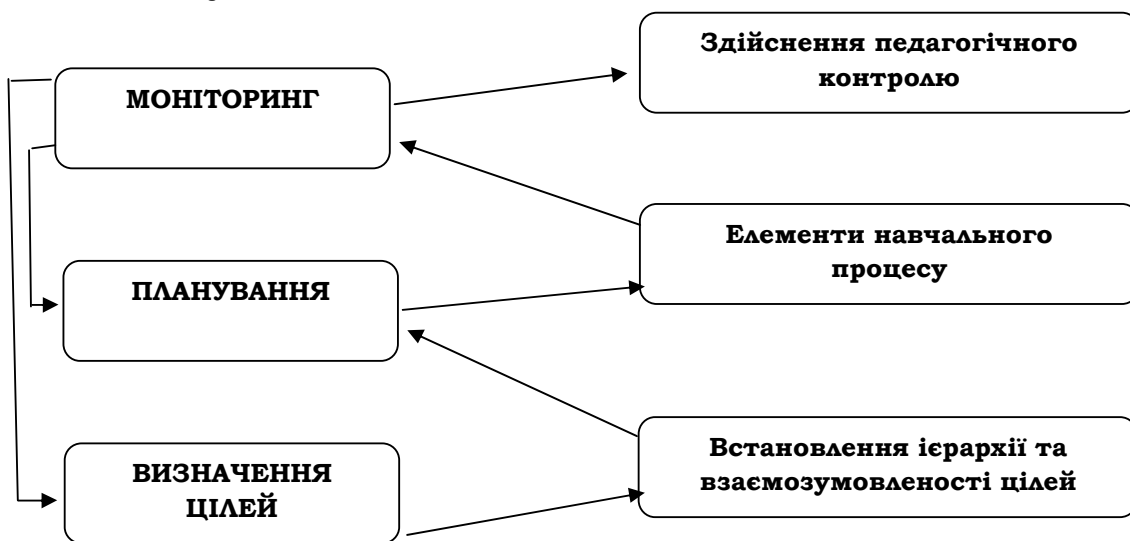 МОНІТОРИНГ
Здійснення педагогічного
контролю
ПЛАНУВАННЯ
Елементи навчального
процесу
ВИЗНАЧЕННЯ
ЦІЛЕЙ
Встановлення ієрархії та
взаємозумовленості цілей